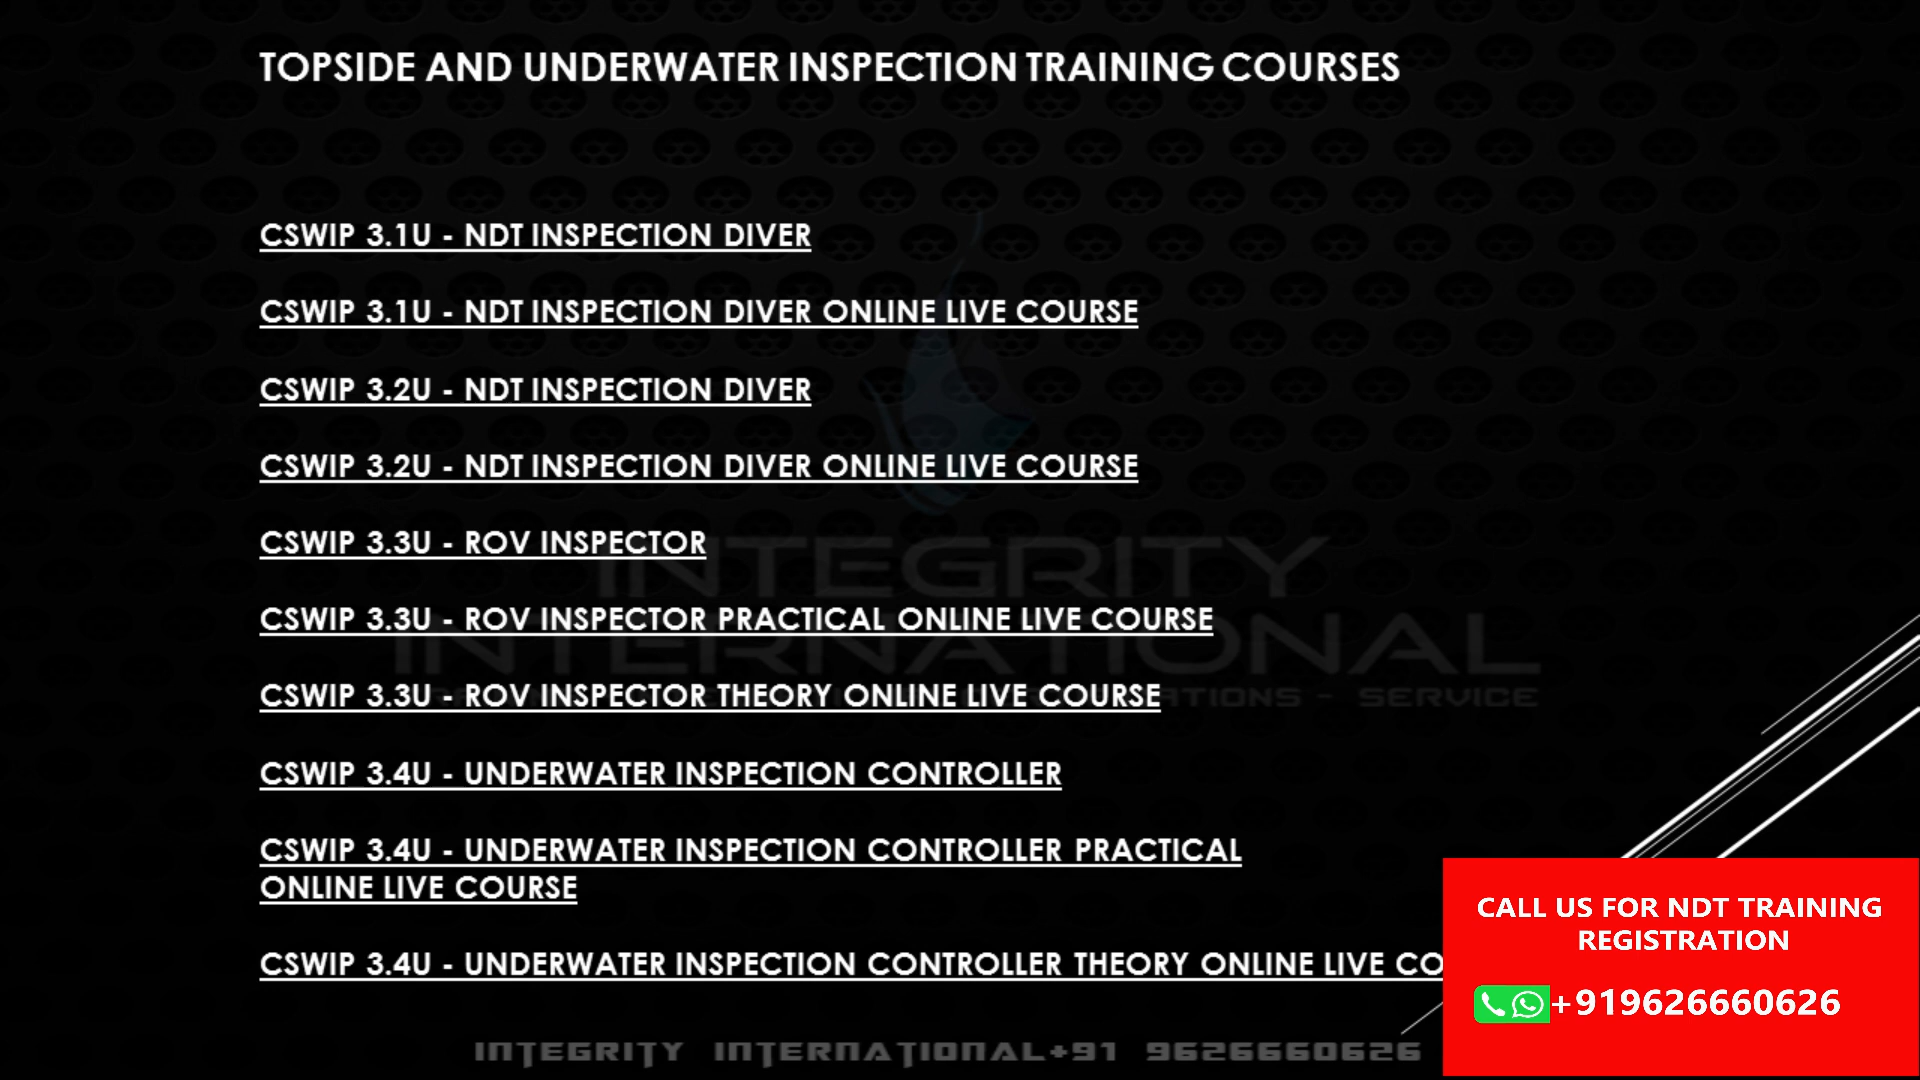 TOPSIDE AND UNDERWATER INSPECTION TRAINING COURSES
CSWIP 3.1U - NDT INSPECTION DIVER
CSWIP 3.1U - NDT INSPECTION DIVER ONLINE LIVE COURSE
CSWIP 3.2U - NDT INSPECTION DIVER
CSWIP 3.2U - NDT INSPECTION DIVER ONLINE LIVE COURSE
CSWIP 3.3U - ROV INSPECTOR
INTEGRITY
CSWIP 3.3U - ROV INSPECTOR PRACTICAL ONLINE LIVE COURSE
INTERNATIONAL
CSWIP 3.3U - ROV INSPECTOR THEORY ONLINE LIVE COURSE
- SERVICE
CSWIP 3.4U - UNDERWATER INSPECTION CONTROLLER
CSWIP 3.4U - UNDERWATER INSPECTION CONTROLLER PRACTICAL
ONLINE LIVE COURSE
CSWIP 3.4U - UNDERWATER INSPECTION CONTROLLER THEORY ONLINE LIVE CO
CALL US FOR NDT TRAINING
REGISTRATION
+919626660626
INTEGRITY INTERNATIONAL+91 9626660626